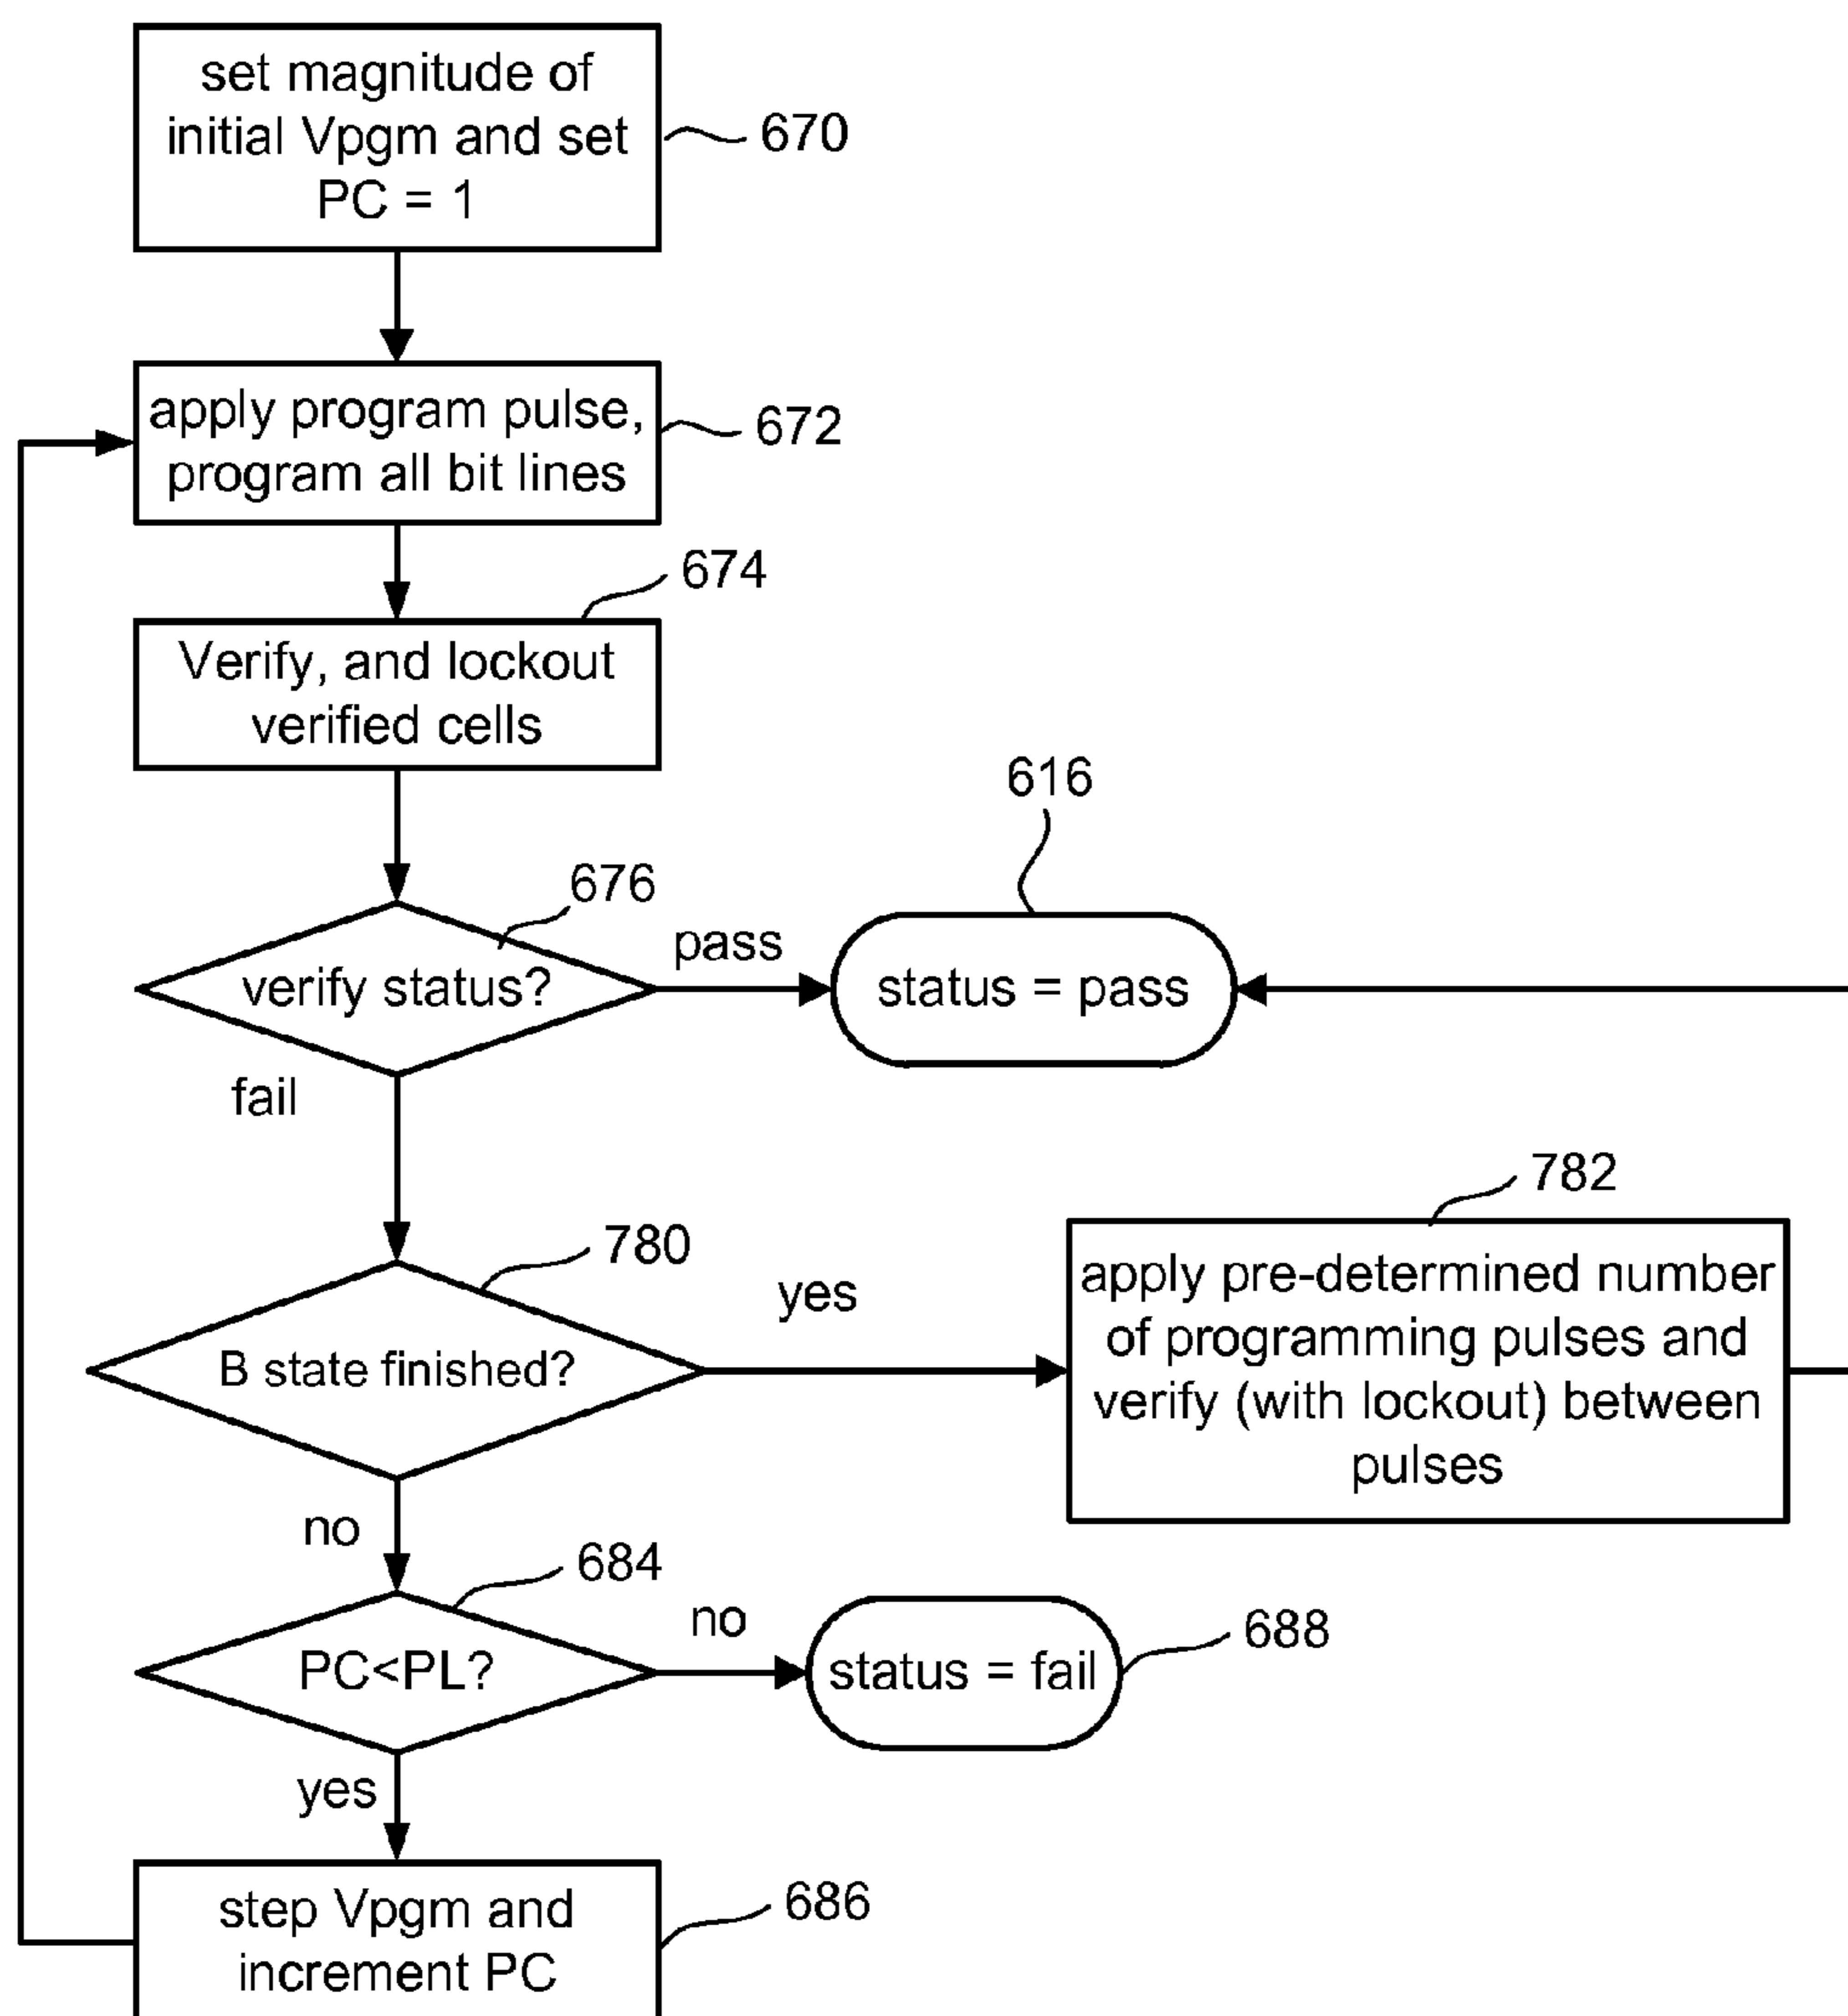 set magnitude of
initial Vpgm and set
PC = 1
670
apply program pulse,
program all bit lines
672
674
Verify, and lockout
verified cells
616
676
pass
verify status?
status = pass
fail
782
780
yes
apply pre-determined number
of programming pulses and
verify (with lockout) between
pulses
B state finished?
no
684
no
688
PC<PL?
status = fail
yes
step Vpgm and
increment PC
686